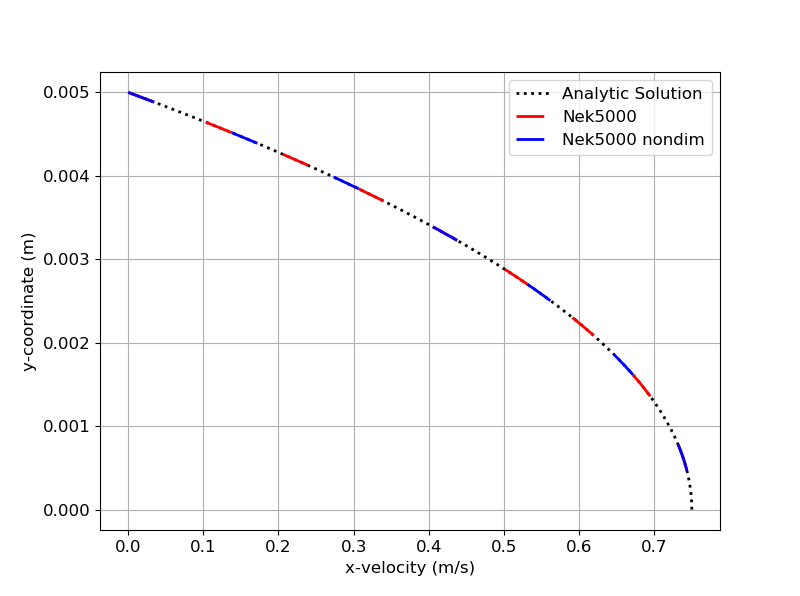 Analytic Solution
Nek5000
Nek5000 nondim
y-coordinate (m)
0.005
0.004
0.003
0.002
0.001
0.000
0.0 0.1 0.2 0.3 0.4 0.5 0.6 0.7
x-velocity (m/s)